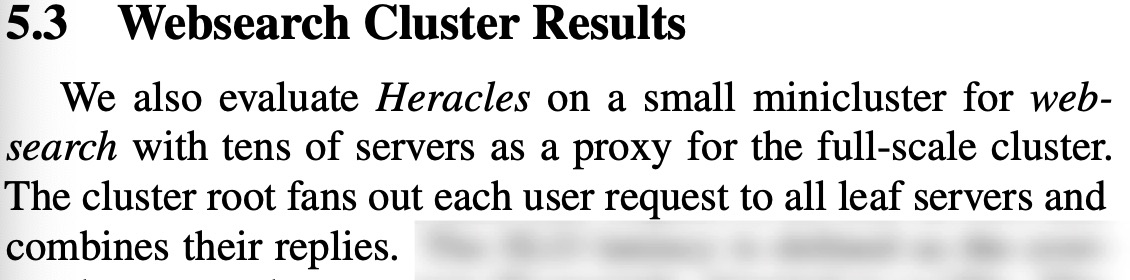 5.3 Websearch Cluster Results
We also evaluate Heracles on a small minicluster for web-
search with tens of servers as a proxy for the full-scale cluster.
The cluster root fans out each user request to all leaf servers and
combines their replies.